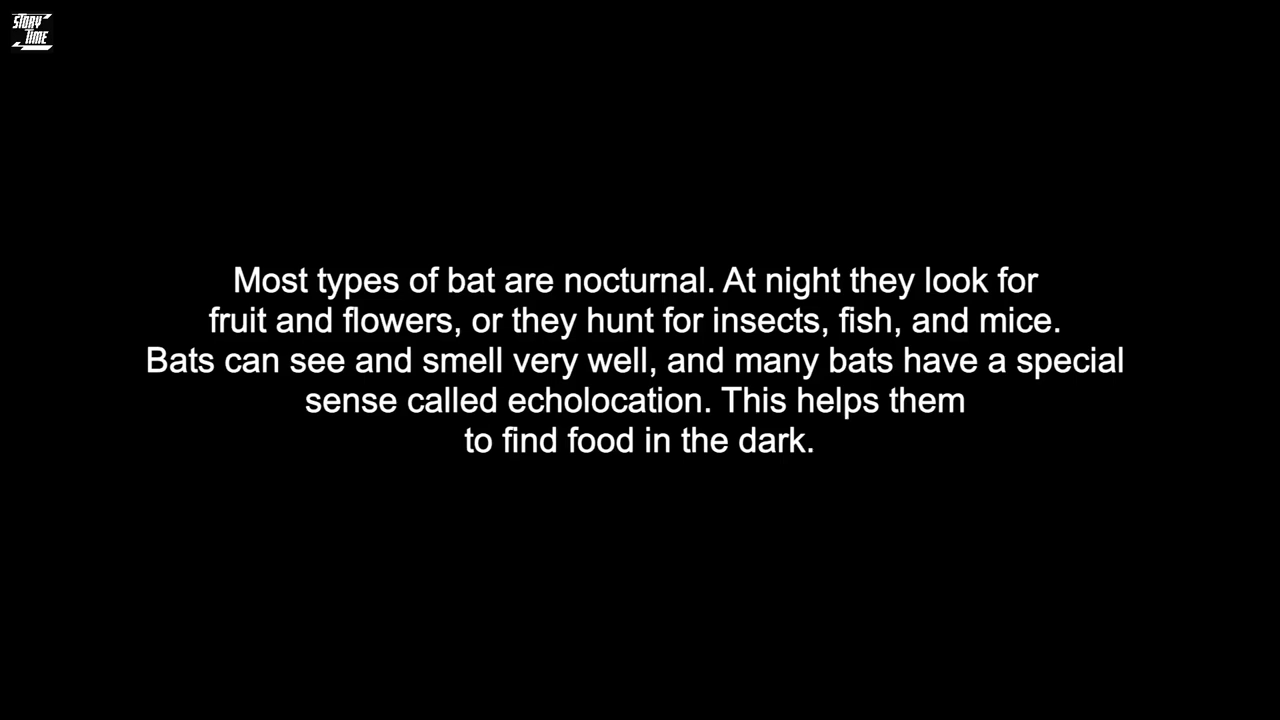 STORY
TIME
Most types of bat are nocturnal. At night they look for
fruit and flowers, or they hunt for insects, fish, and mice.
Bats can see and smell very well, and many bats have a special
sense called echolocation. This helps them
to find food in the dark.